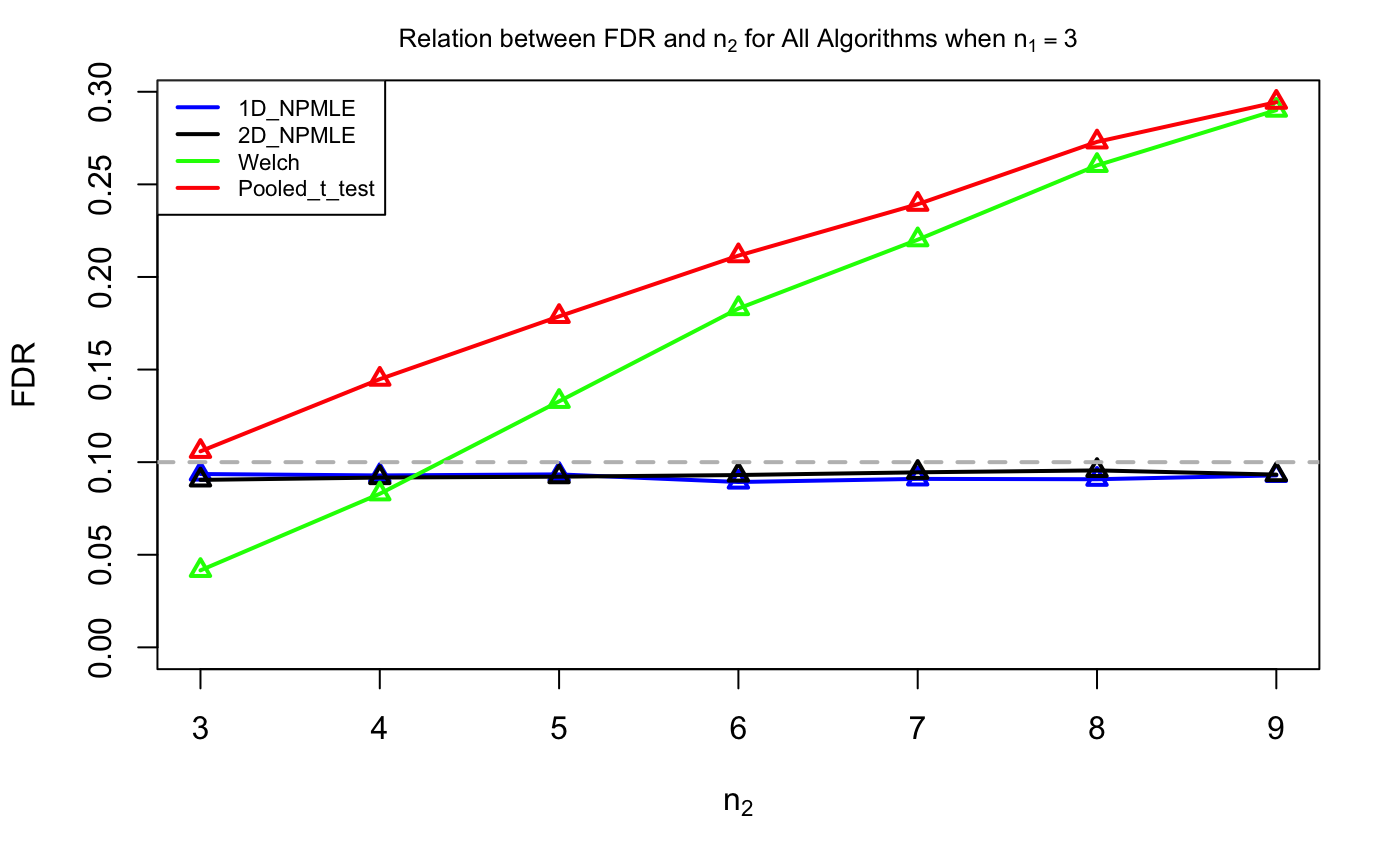 Relation between FDR and n₂ for All Algorithms when n₁ = 3
1D_NPMLE
2D_NPMLE
Welch
Pooled_t_test
FDR
0.30
0.25
0.20
0.15
0.10
0.05
0.00
3 4 5 6 7 8 9
n₂